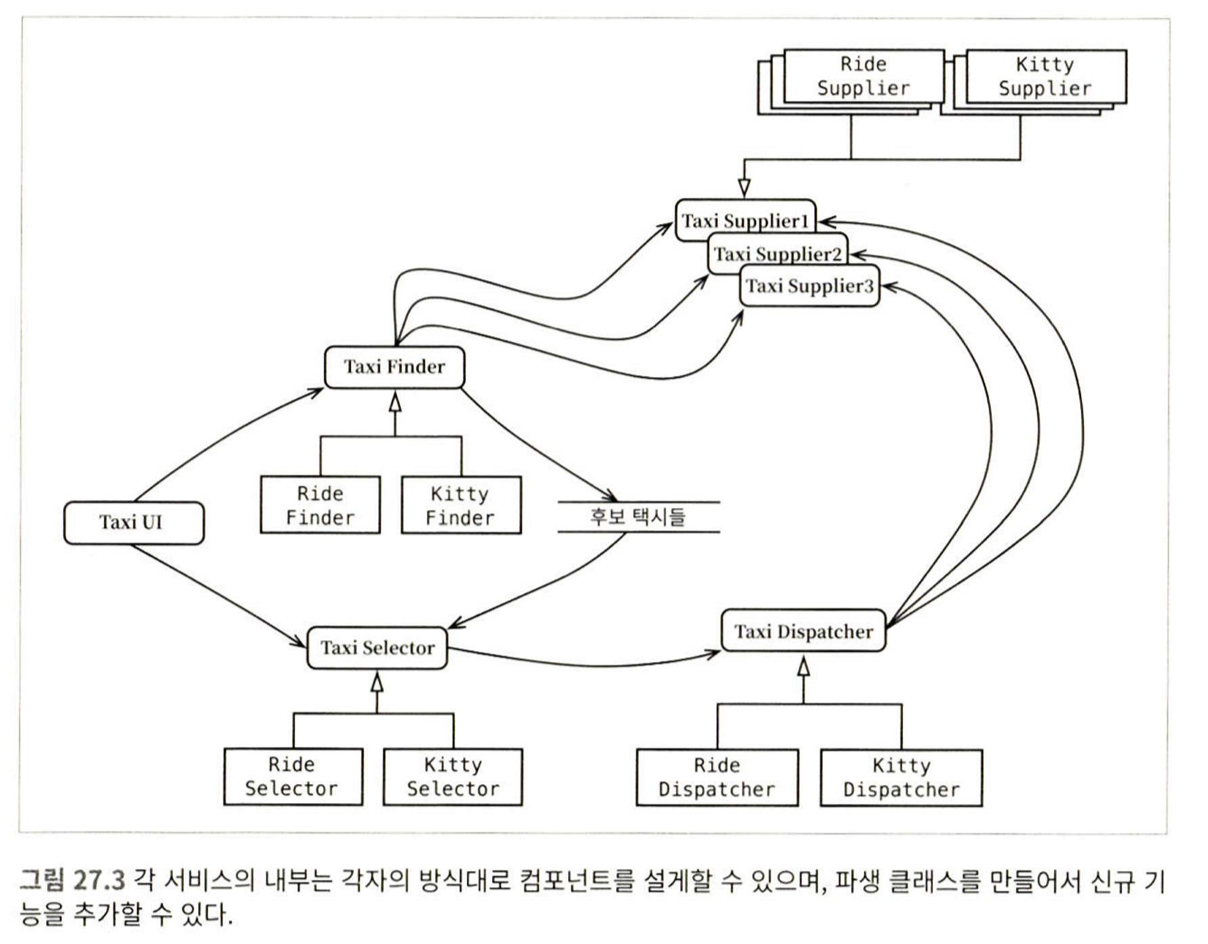 Ride
Supplier
Kitty
Supplier
Taxi Supplier1
Taxi Supplier2
Taxi Supplier3
Taxi Finder
Ride
Finder
Kitty
Finder
Taxi UI
후보 택시들
Taxi Selector
Taxi Dispatcher
Ride
Selector
Kitty
Selector
Ride
Dispatcher
Kitty
Dispatcher
그림 27.3 각 서비스의 내부는 각자의 방식대로 컴포넌트를 설계할 수 있으며, 파생 클래스를 만들어서 신규 기
능을 추가할 수 있다.